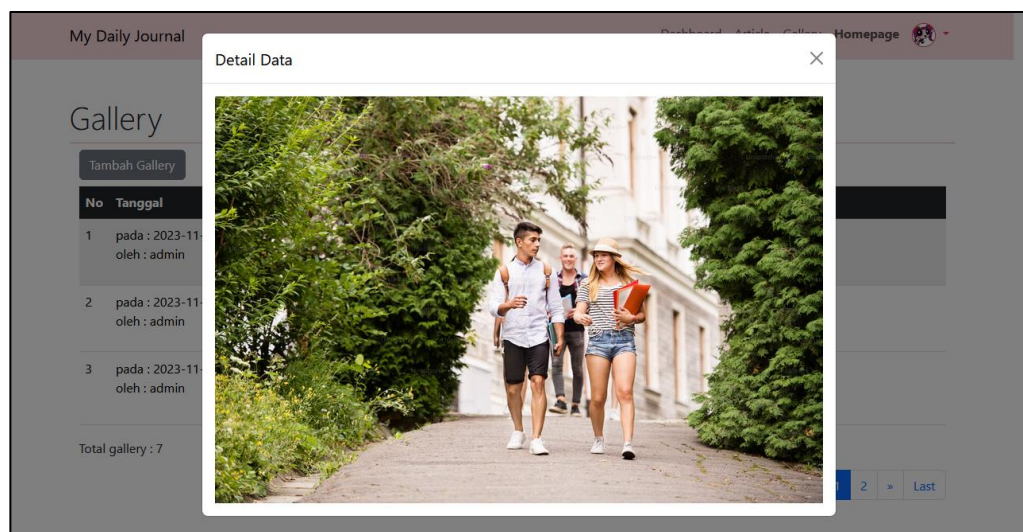 My Daily Journal
Homepage
Detail Data
Gallery
Tambah Gallery
No Tanggal
1 pada : 2023-11-
oleh : admin
2 pada : 2023-11-
oleh : admin
3 pada : 2023-11-
oleh : admin
Total gallery : 7
2 » Last